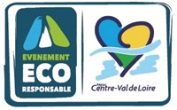 EVENEMENT
ECO
RESPONSABLE
Centre-Val de Loire